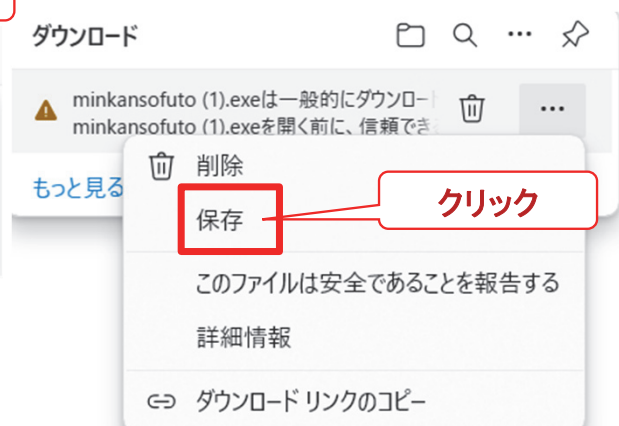 ダウンロード
minkansofuto (1).exeは一般的にダウンロー
minkansofuto (1).exeを開く前に、信頼でき
もっと見る
削除
保存
クリック
このファイルは安全であることを報告する
詳細情報
ダウンロード リンクのコピー